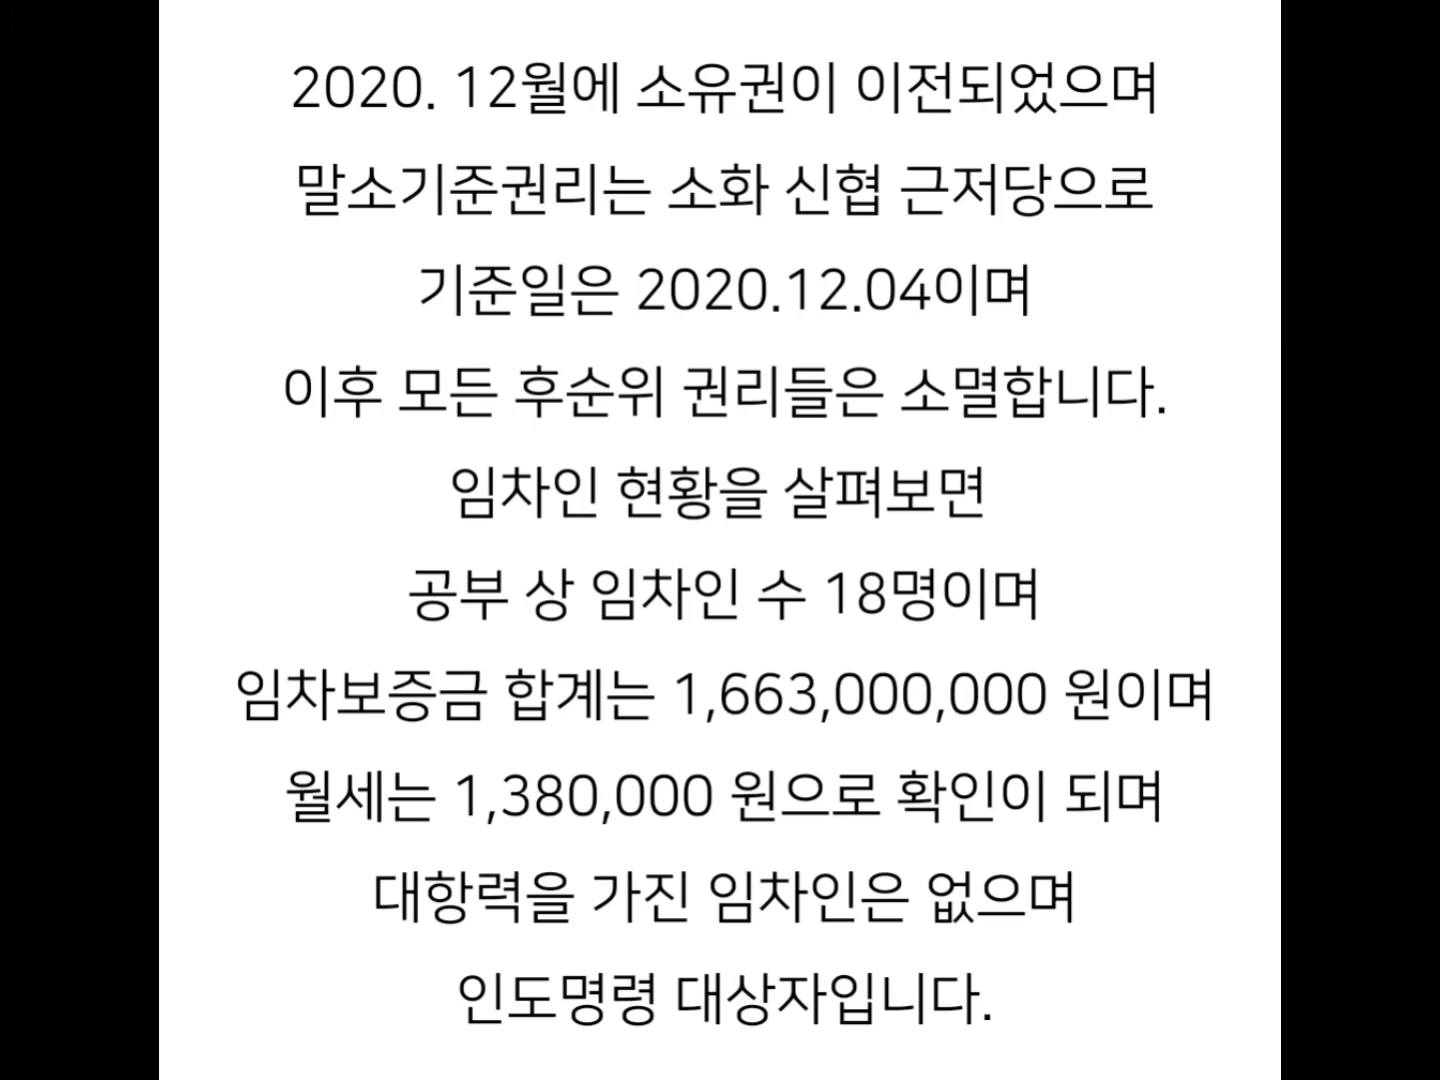 2020. 12월에 소유권이 이전되었으며
말소기준권리는 소화 신협 근저당으로
기준일은 2020.12.04이며
이후 모든 후순위 권리들은 소멸합니다.
임차인 현황을 살펴보면
공부 상 임차인 수 18명이며
임차보증금 합계는 1,663,000,000 원이며
월세는 1,380,000 원으로 확인이 되며
대항력을 가진 임차인은 없으며
인도명령 대상자입니다.